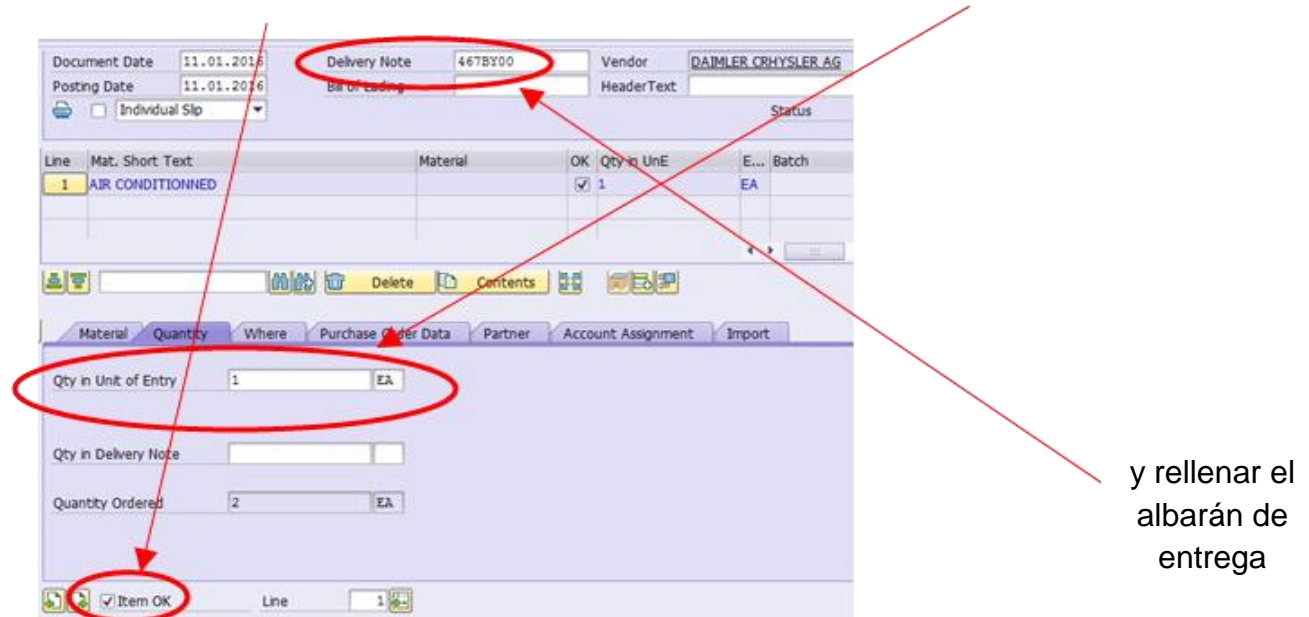 Document Date 11.01.2016 Delivery Note 467BY00 Vendor DAIMLER CRHYSLER AG
Posting Date 11.01.2016 Bill of Lading HeaderText
Individual Slip Status
Line Mat. Short Text Material OK Qty in UnE E... Batch
1 AIR CONDITIONNED 1 EA
Delete Contents
Material Quantity Where Purchase Order Data Partner Account Assignment Import
Qty in Unit of Entry 1 EA
Qty in Delivery Note
Quantity Ordered 2 EA
y rellenar el
albarán de
entrega
Item OK Line 1